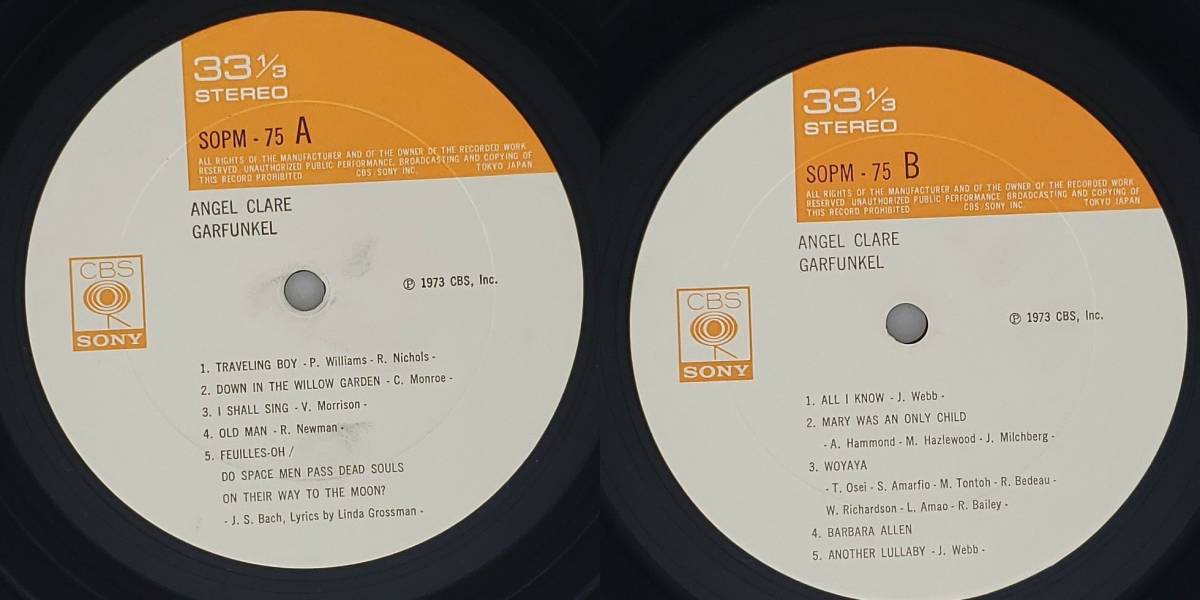 33 1/3
STEREO
SOPM - 75 A
ALL RIGHTS OF THE MANUFACTURER AND OF THE OWNER OF THE RECORDED WORK
RESERVED. UNAUTHORIZED PUBLIC PERFORMANCE, BROADCASTING AND COPYING OF
THIS RECORD PROHIBITED CBS/SONY INC. TOKYO JAPAN
ANGEL CLARE
GARFUNKEL
CBS
SONY
℗ 1973 CBS, Inc.
1. TRAVELING BOY - P. Williams - R. Nichols -
2. DOWN IN THE WILLOW GARDEN - C. Monroe -
3. I SHALL SING - V. Morrison -
4. OLD MAN - R. Newman -
5. FEUILLES-OH /
DO SPACE MEN PASS DEAD SOULS
ON THEIR WAY TO THE MOON?
- J. S. Bach, Lyrics by Linda Grossman -
33 1/3
STEREO
SOPM - 75 B
ALL RIGHTS OF THE MANUFACTURER AND OF THE OWNER OF THE RECORDED WORK
RESERVED. UNAUTHORIZED PUBLIC PERFORMANCE, BROADCASTING AND COPYING OF
THIS RECORD PROHIBITED CBS/SONY INC. TOKYO JAPAN
ANGEL CLARE
GARFUNKEL
CBS
SONY
℗ 1973 CBS, Inc.
1. ALL I KNOW - J. Webb -
2. MARY WAS AN ONLY CHILD
- A. Hammond - M. Hazlewood - J. Milchberg -
3. WOYAYA
- T. Osei - S. Amarfio - M. Tontoh - R. Bedeau -
W. Richardson - L. Amao - R. Bailey -
4. BARBARA ALLEN
5. ANOTHER LULLABY - J. Webb -